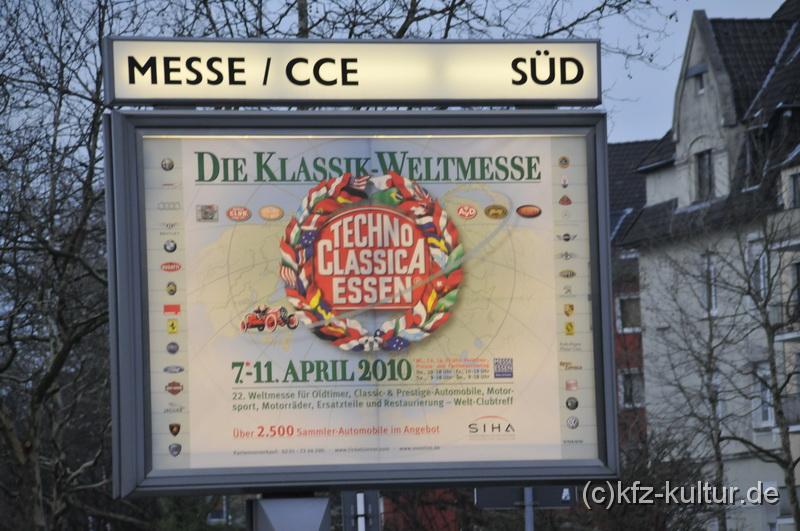 MESSE / CCE SÜD
DIE KLASSIK-WELTMESSE
TECHNO
CLASSICA
ESSEN
7.-11. APRIL 2010
MESSE
ESSEN
22. Weltmesse für Oldtimer, Classic- & Prestige-Automobile, Motor-
sport, Motorräder, Ersatzteile und Restaurierung – Welt-Clubtreff
Über 2.500 Sammler-Automobile im Angebot
SIHA
(c)kfz-kultur.de